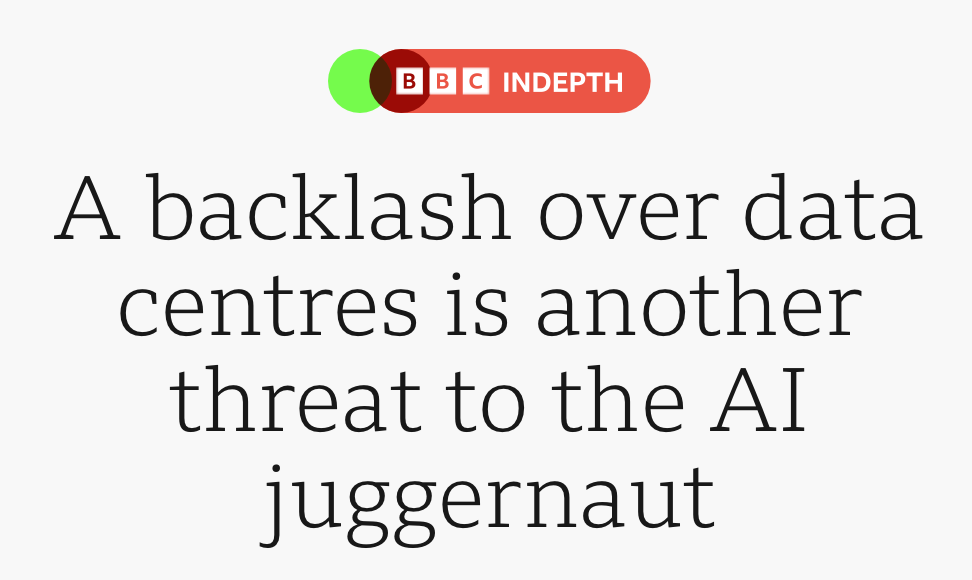 BBC INDEPTH
A backlash over data
centres is another
threat to the AI
juggernaut